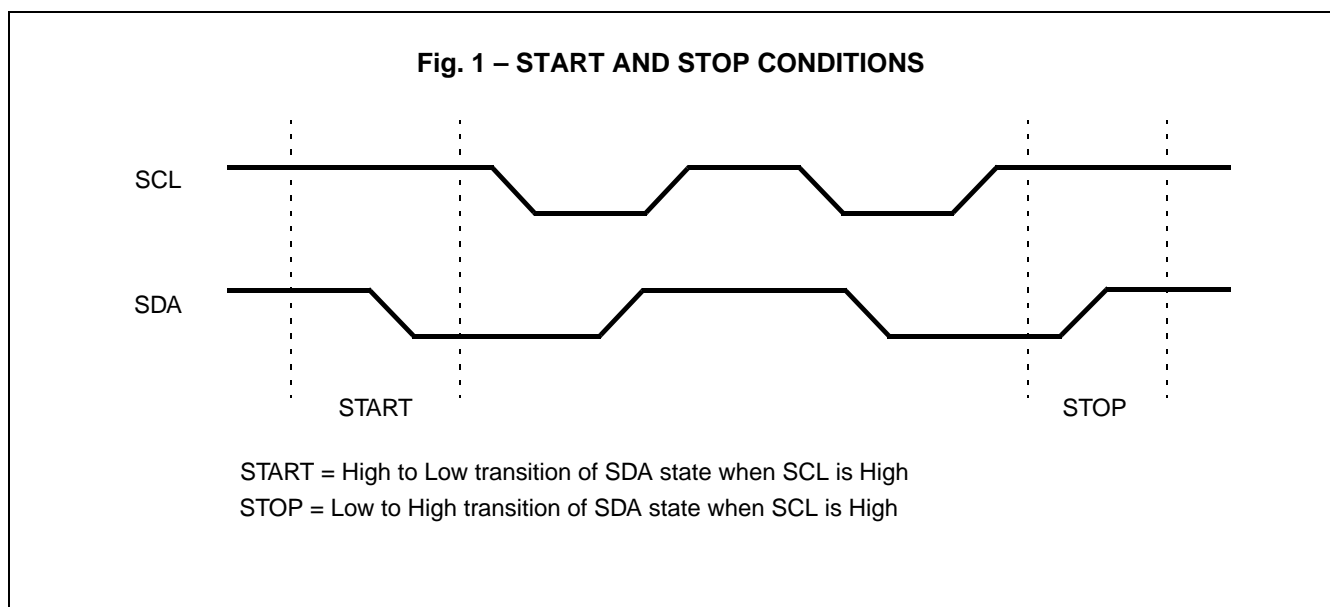 Fig. 1 – START AND STOP CONDITIONS
SCL
SDA
START
STOP
START = High to Low transition of SDA state when SCL is High
STOP = Low to High transition of SDA state when SCL is High